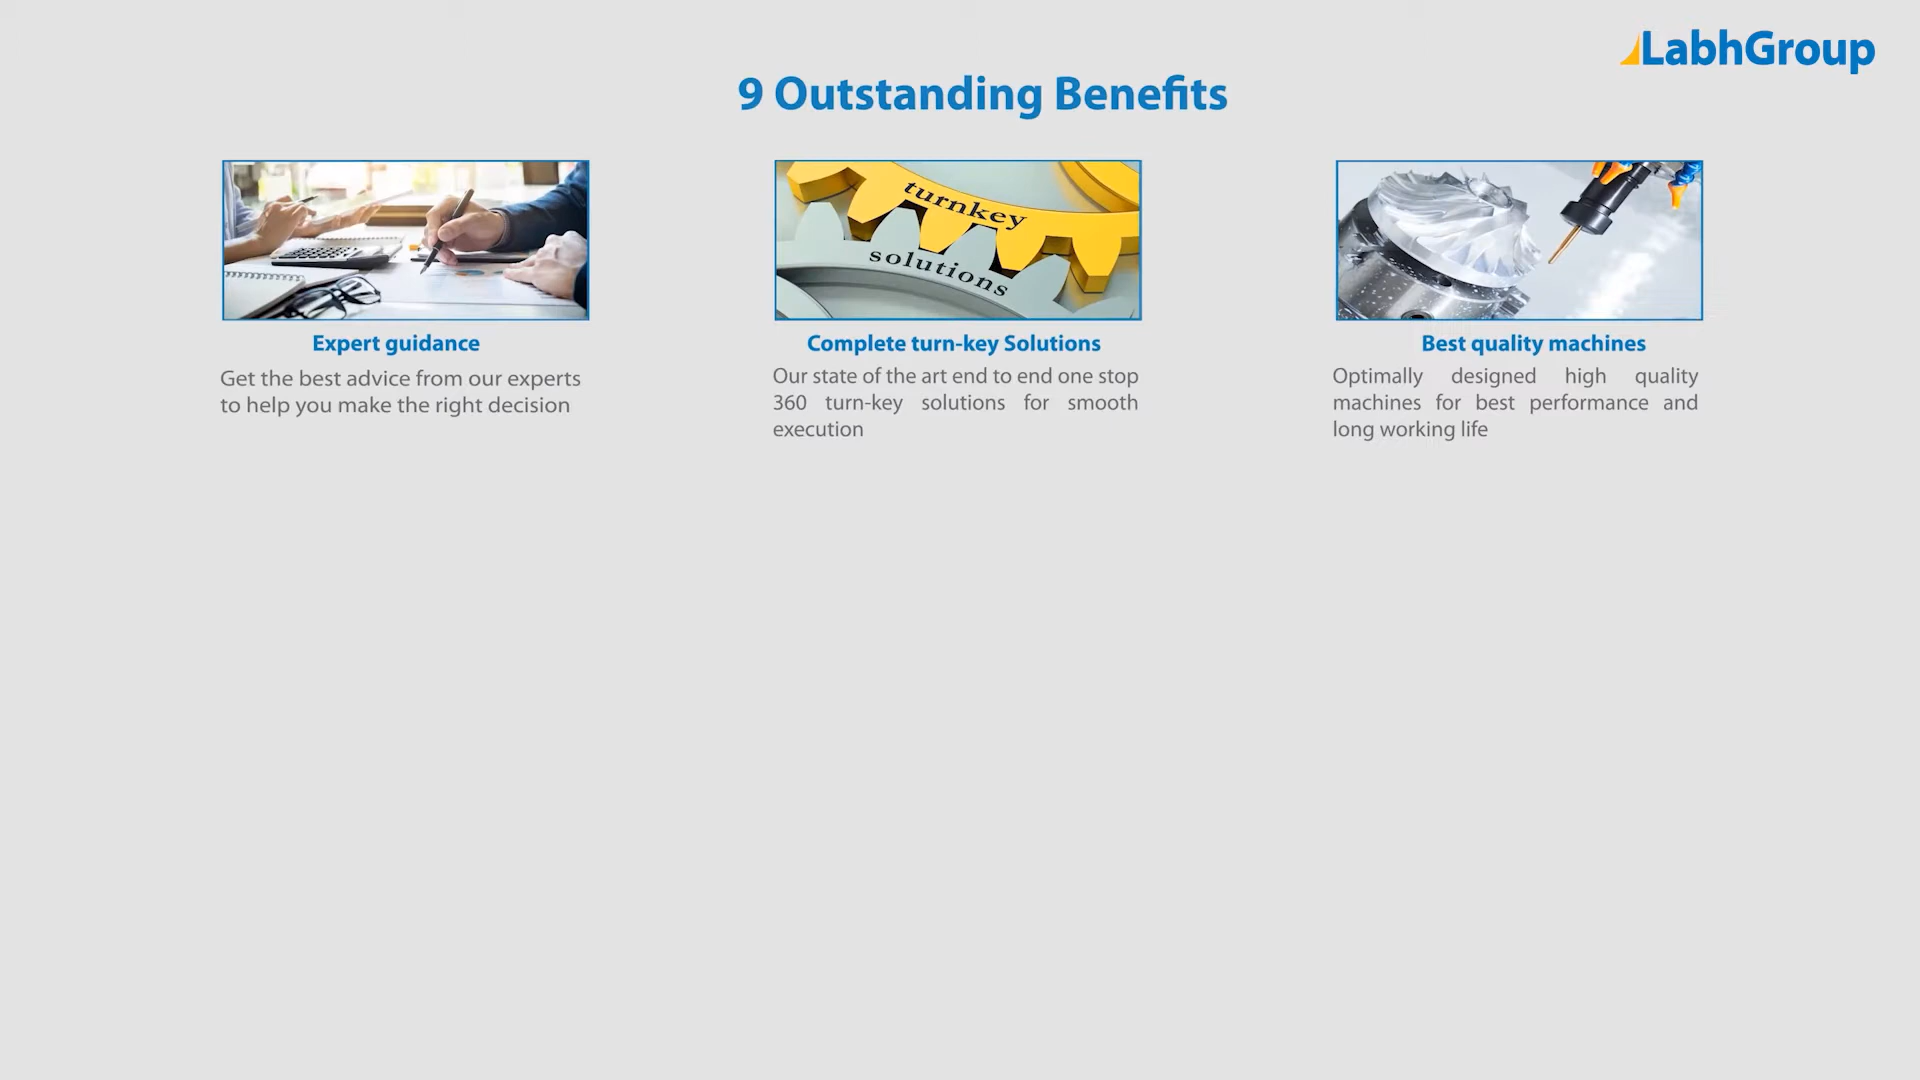 LabhGroup
9 Outstanding Benefits
turnkey
solutions
Expert guidance
Get the best advice from our experts
to help you make the right decision
Complete turn-key Solutions
Our state of the art end to end one stop
360 turn-key solutions for smooth
execution
Best quality machines
Optimally designed high quality
machines for best performance and
long working life